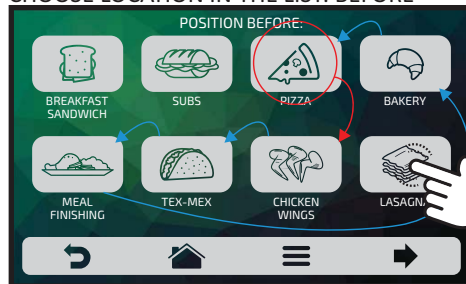 CHOOSE LOCATION IN THE LIST: BEFORE
POSITION BEFORE:
BREAKFAST
SANDWICH
SUBS
PIZZA
BAKERY
MEAL
FINISHING
TEX-MEX
CHICKEN
WINGS
LASAGNA